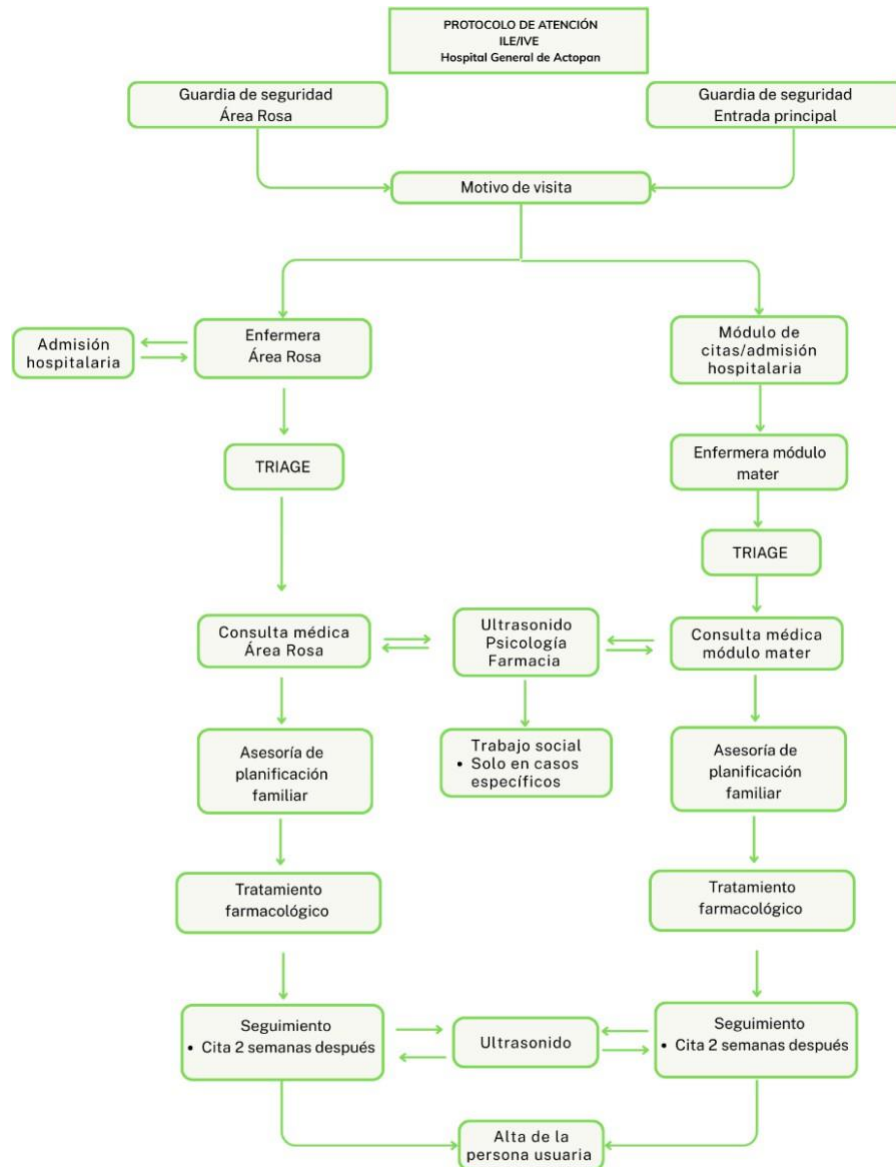 PROTOCOLO DE ATENCIÓN
ILE/IVE
Hospital General de Actopan
Guardia de seguridad
Área Rosa
Guardia de seguridad
Entrada principal
Motivo de visita
Admisión
hospitalaria
Enfermera
Área Rosa
Módulo de
citas/admisión
hospitalaria
TRIAGE
Enfermera módulo
mater
TRIAGE
Consulta médica
Área Rosa
Ultrasonido
Psicología
Farmacia
Consulta médica
módulo mater
Asesoría de
planificación
familiar
Trabajo social
• Solo en casos
específicos
Asesoría de
planificación
familiar
Tratamiento
farmacológico
Tratamiento
farmacológico
Seguimiento
• Cita 2 semanas después
Ultrasonido
Seguimiento
• Cita 2 semanas después
Alta de la
persona usuaria